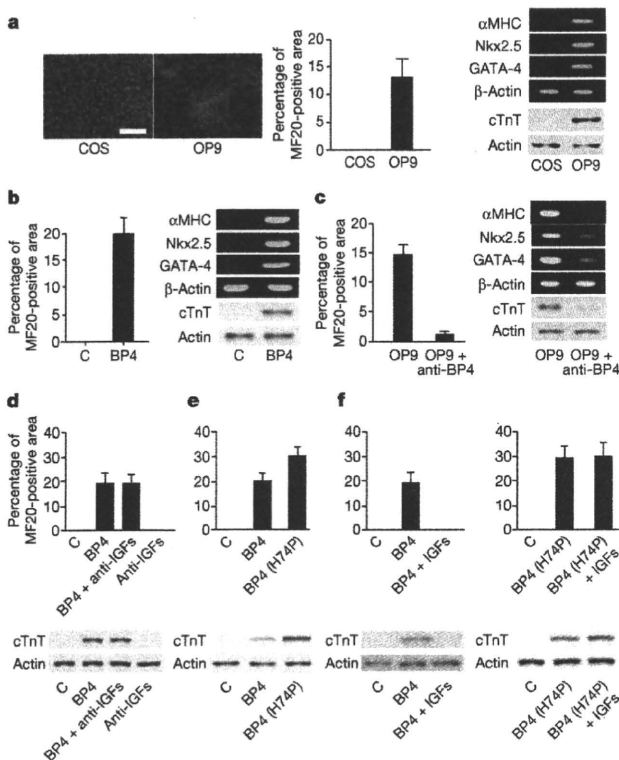 a
Percentage of
MF20-positive area
20
15
10
5
0
COS
OP9
COS
OP9
αMHC
Nkx2.5
GATA-4
β-Actin
cTnT
Actin
COS
OP9
b
Percentage of
MF20-positive area
20
15
10
5
0
C
BP4
αMHC
Nkx2.5
GATA-4
β-Actin
cTnT
Actin
C
BP4
c
Percentage of
MF20-positive area
20
15
10
5
0
OP9
OP9 +
anti-BP4
αMHC
Nkx2.5
GATA-4
β-Actin
cTnT
Actin
OP9
OP9 +
anti-BP4
d
Percentage of
MF20-positive area
40
30
20
10
0
C
BP4
BP4 + anti-IGFs
Anti-IGFs
cTnT
Actin
C
BP4
BP4 + anti-IGFs
Anti-IGFs
e
40
30
20
10
0
C
BP4
BP4 (H74P)
cTnT
Actin
C
BP4
BP4 (H74P)
f
40
30
20
10
0
C
BP4
BP4 + IGFs
cTnT
Actin
C
BP4
BP4 + IGFs
40
30
20
10
0
C
BP4 (H74P)
BP4 (H74P)
+ IGFs
cTnT
Actin
C
BP4 (H74P)
BP4 (H74P)
+ IGFs